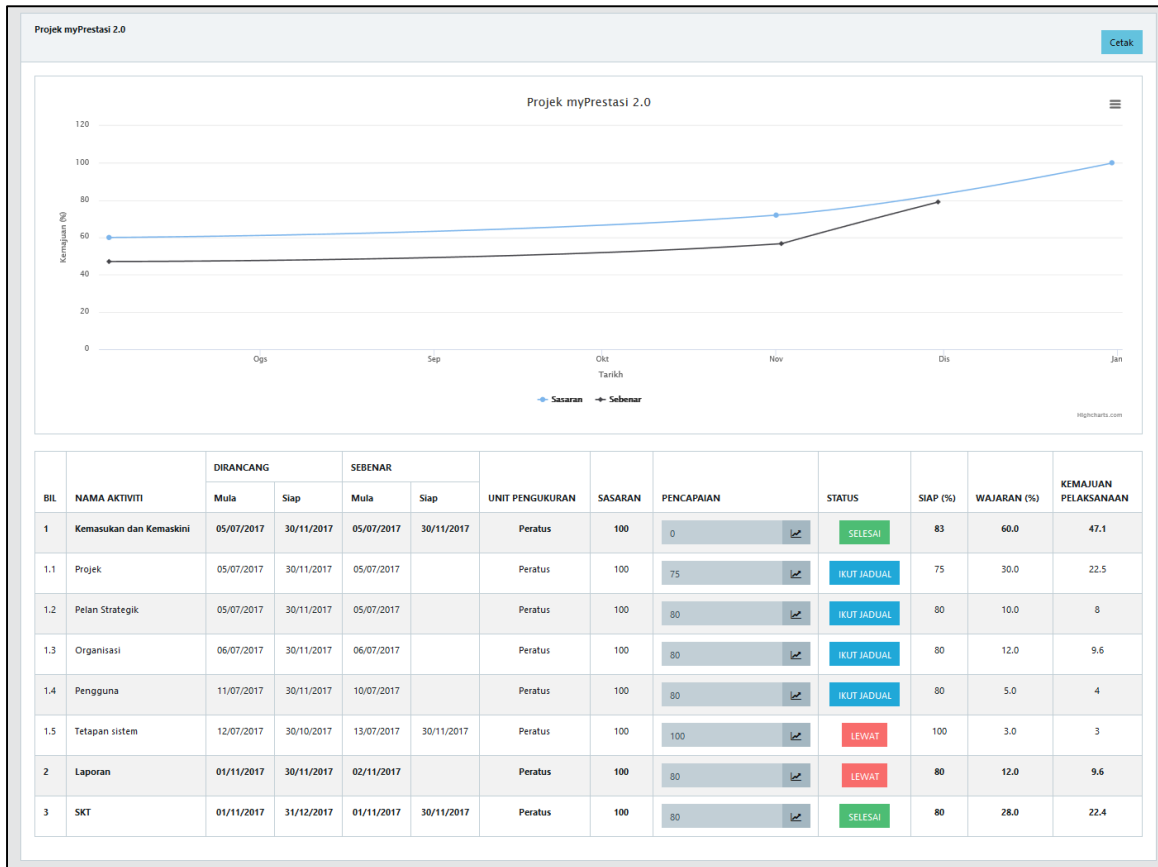 Projek myPrestasi 2.0
Cetak
Projek myPrestasi 2.0
120
100
80
60
40
20
0
Kemajuan (%)
Ogs Sep Okt Nov Dis Jan
Tarikh
Sasaran Sebenar
Highcharts.com
DIRANCANG SEBENAR
BIL NAMA AKTIVITI Mula Siap Mula Siap UNIT PENGUKURAN SASARAN PENCAPAIAN STATUS SIAP (%) WAJARAN (%) KEMAJUAN
PELAKSANAAN
1 Kemasukan dan Kemaskini 05/07/2017 30/11/2017 05/07/2017 30/11/2017 Peratus 100 0 SELESAI 83 60.0 47.1
1.1 Projek 05/07/2017 30/11/2017 05/07/2017 Peratus 100 75 IKUT JADUAL 75 30.0 22.5
1.2 Pelan Strategik 05/07/2017 30/11/2017 05/07/2017 Peratus 100 80 IKUT JADUAL 80 10.0 8
1.3 Organisasi 06/07/2017 30/11/2017 06/07/2017 Peratus 100 80 IKUT JADUAL 80 12.0 9.6
1.4 Pengguna 11/07/2017 30/11/2017 10/07/2017 Peratus 100 80 IKUT JADUAL 80 5.0 4
1.5 Tetapan sistem 12/07/2017 30/10/2017 13/07/2017 30/11/2017 Peratus 100 100 LEWAT 100 3.0 3
2 Laporan 01/11/2017 30/11/2017 02/11/2017 Peratus 100 80 LEWAT 80 12.0 9.6
3 SKT 01/11/2017 31/12/2017 01/11/2017 30/11/2017 Peratus 100 80 SELESAI 80 28.0 22.4